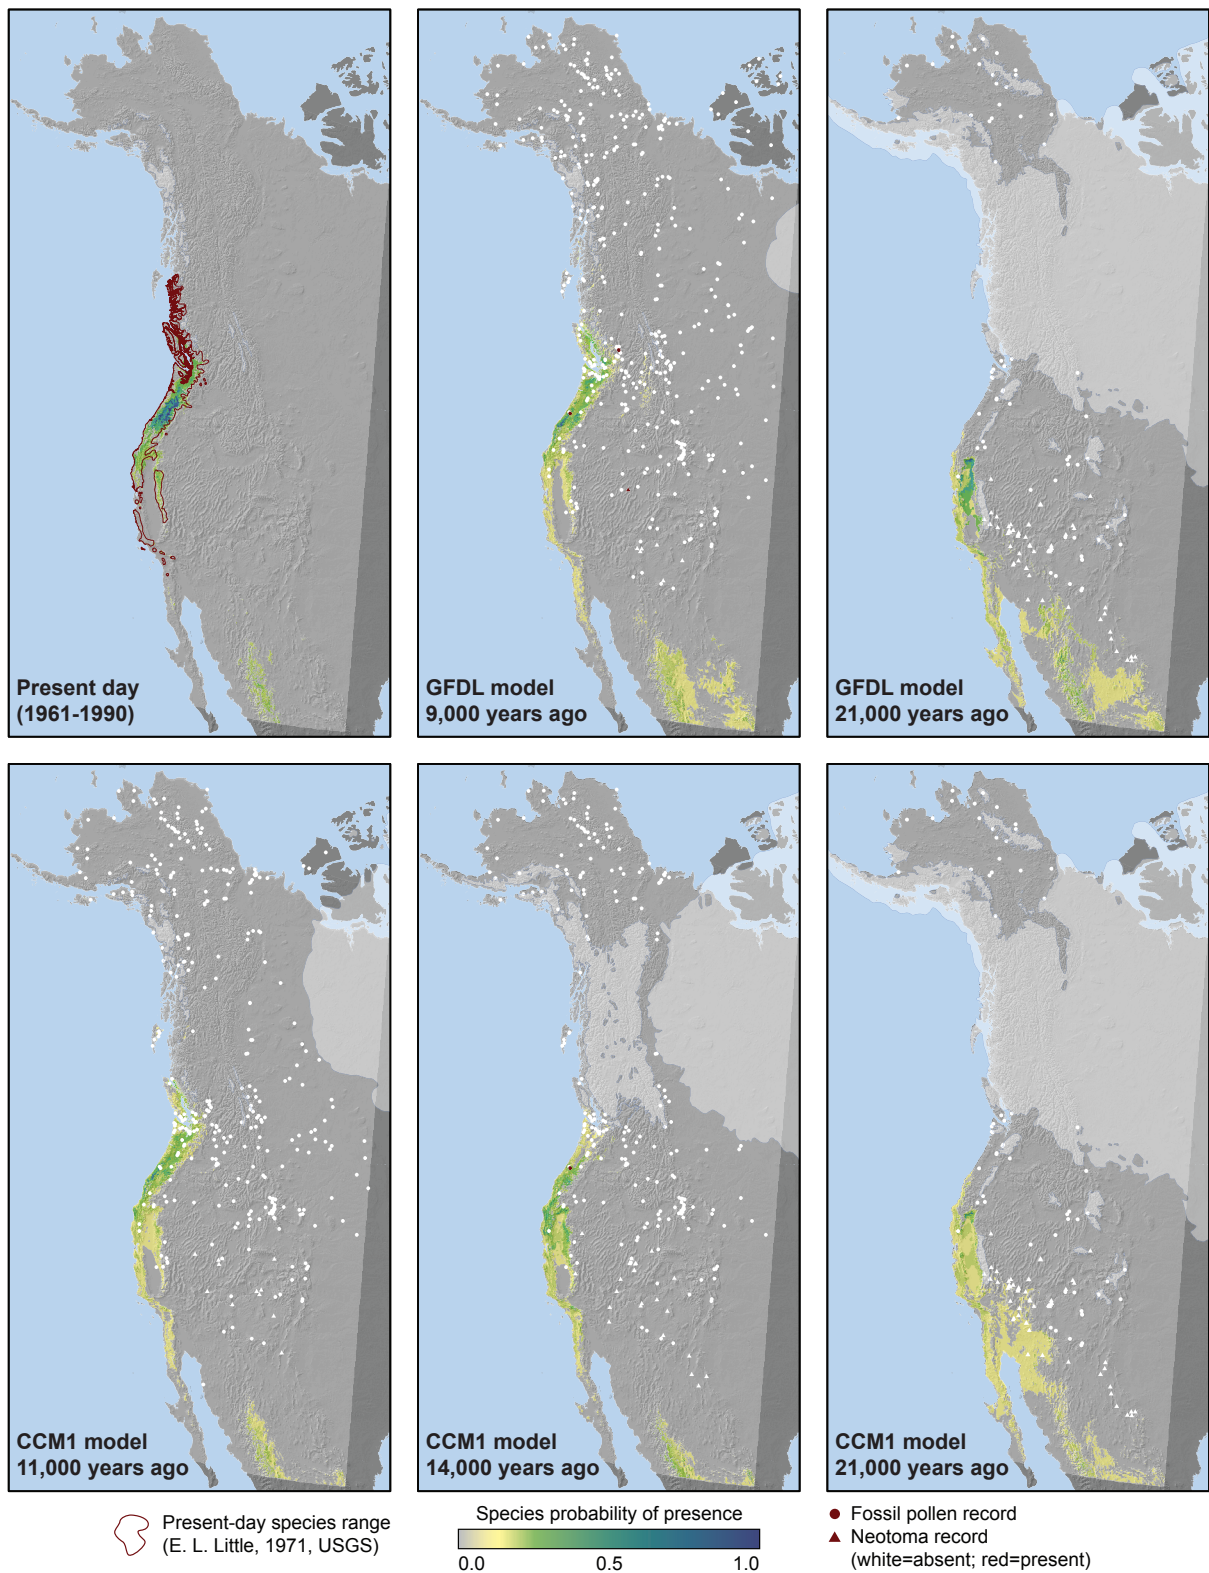 Present day
(1961-1990)
GFDL model
9,000 years ago
GFDL model
21,000 years ago
CCM1 model
11,000 years ago
CCM1 model
14,000 years ago
CCM1 model
21,000 years ago
Present-day species range
(E. L. Little, 1971, USGS)
Species probability of presence
0.0
0.5
1.0
Fossil pollen record
Neotoma record
(white=absent; red=present)